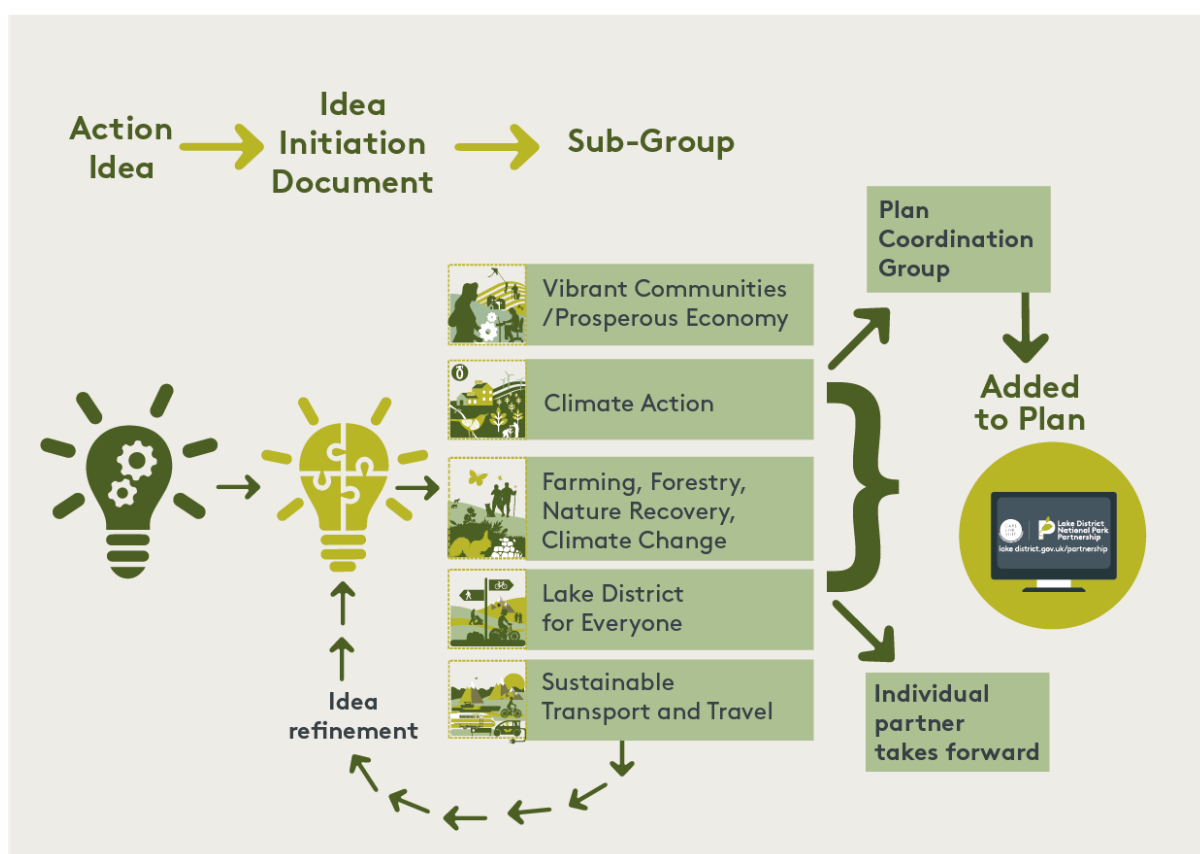 Action
Idea
Idea
Initiation
Document
Sub-Group
Plan
Coordination
Group
Vibrant Communities
/Prosperous Economy
Climate Action
Farming, Forestry,
Nature Recovery,
Climate Change
Lake District
for Everyone
Sustainable
Transport and Travel
Idea
refinement
Added
to Plan
Lake District
National Park
Partnership
lake district.gov.uk/partnership
Individual
partner
takes forward